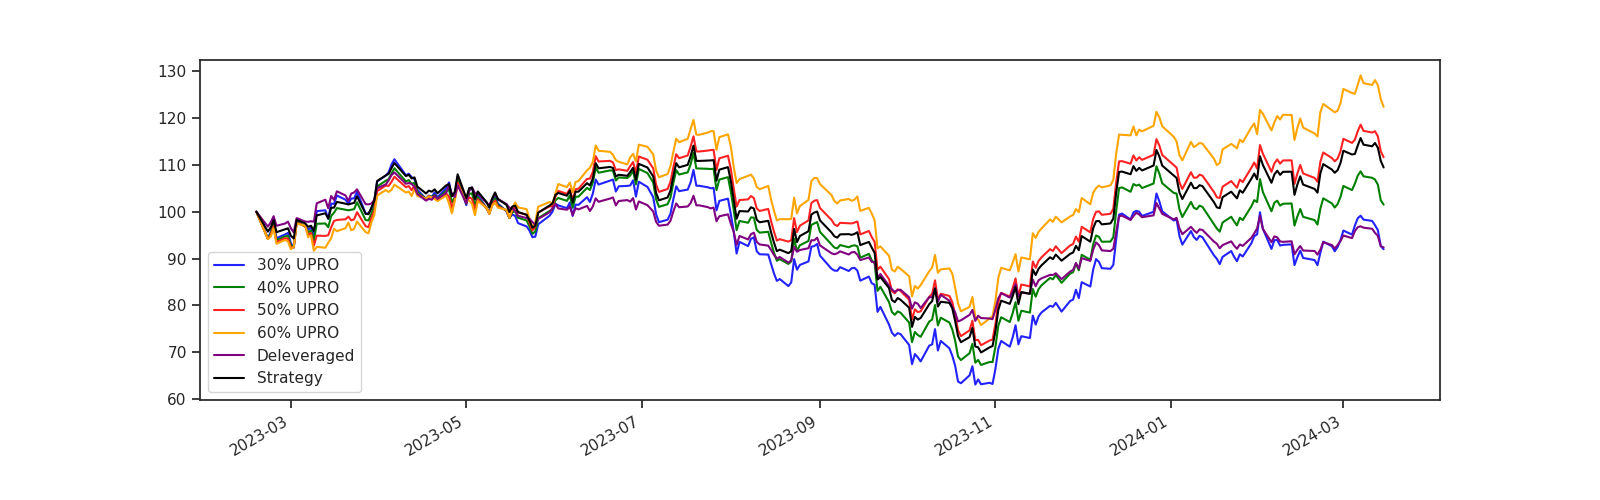 130
120
110
100
90
80
70
60
30% UPRO
40% UPRO
50% UPRO
60% UPRO
Deleveraged
Strategy
2023-03
2023-05
2023-07
2023-09
2023-11
2024-01
2024-03